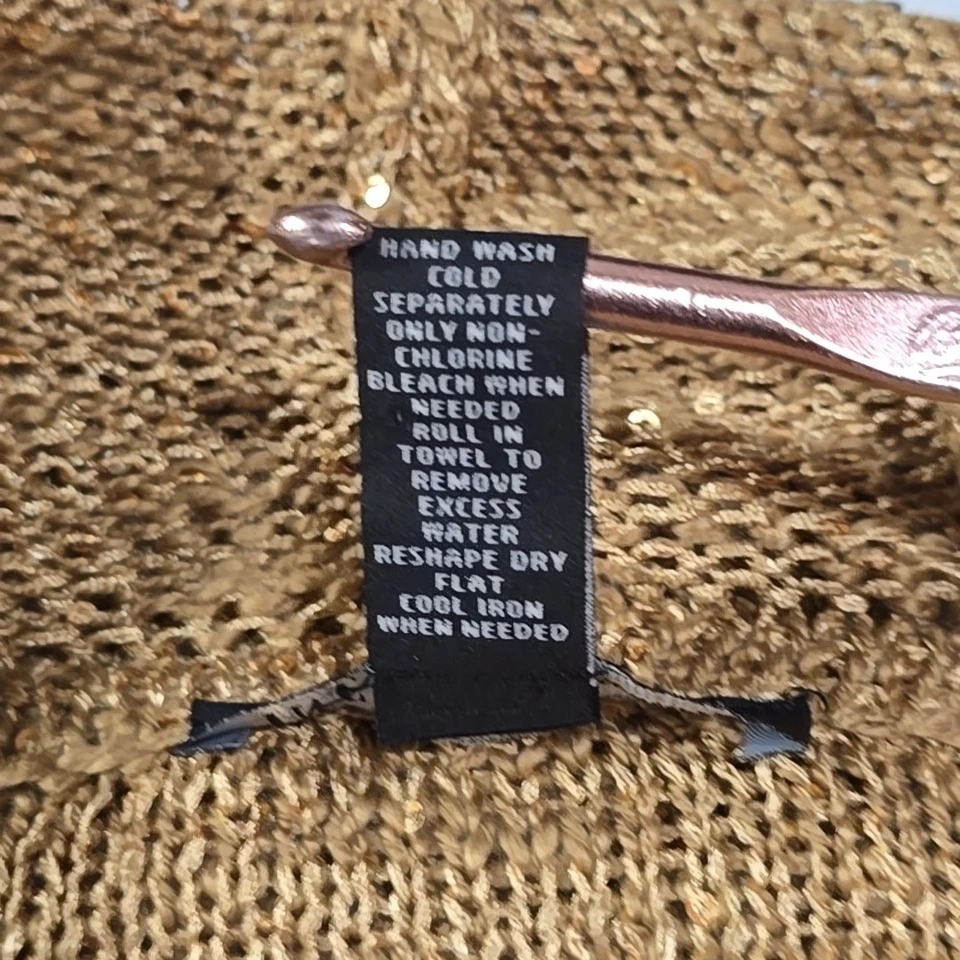 HAND WASH
COLD
SEPARATELY
ONLY NON-
CHLORINE
BLEACH WHEN
NEEDED
ROLL IN
TOWEL TO
REMOVE
EXCESS
WATER
RESHAPE DRY
FLAT
COOL IRON
WHEN NEEDED